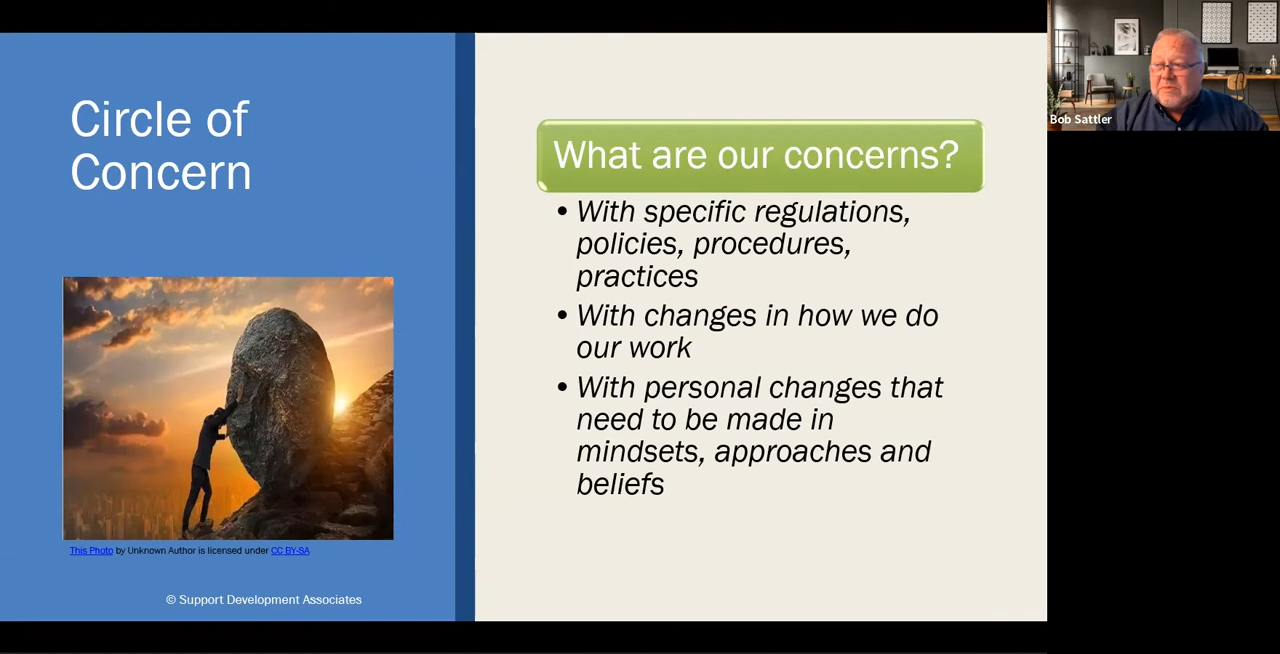 Circle of
Concern
This Photo by Unknown Author is licensed under CC BY-SA
© Support Development Associates
What are our concerns?
• With specific regulations,
policies, procedures,
practices
• With changes in how we do
our work
• With personal changes that
need to be made in
mindsets, approaches and
beliefs
Bob Sattler